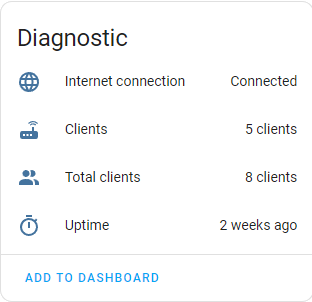 Diagnostic
Internet connection Connected
Clients 5 clients
Total clients 8 clients
Uptime 2 weeks ago
ADD TO DASHBOARD